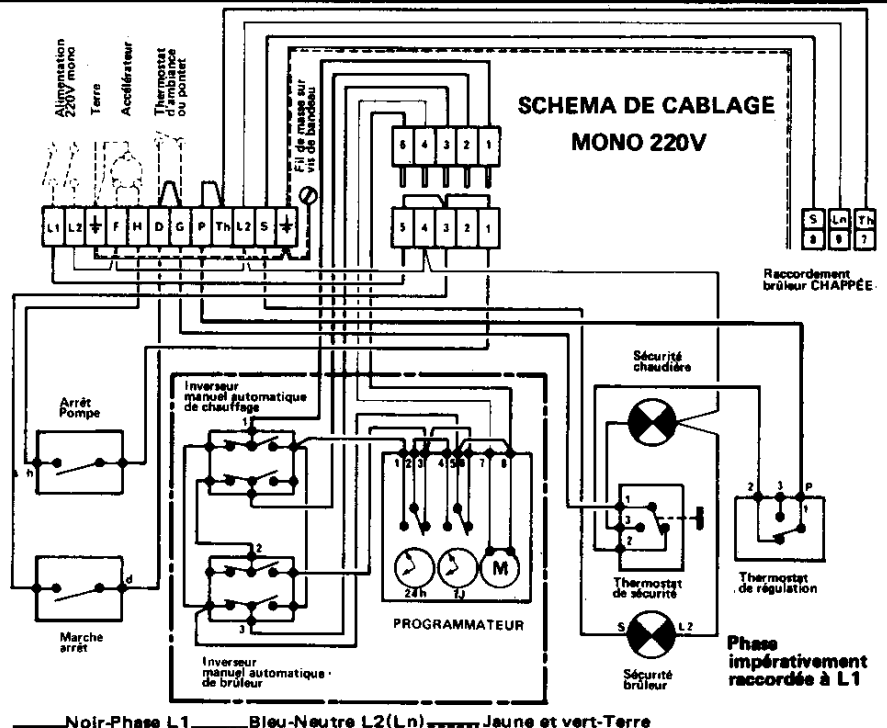 Alimentation
220V mono
Terre
Accélérateur
Thermostat
d'ambiance
ou pontet
Fil de masse sur
vis de bandeau
SCHEMA DE CABLAGE
MONO 220V
5 4 3 2 1
L1 L2 F H D G P Th L2 S
5 4 3 2 1
S Ln Th
8 9 7
Raccordement
brûleur CHAPPÉE
Arrêt
Pompe
h
Inverseur
manuel automatique
de chauffage
1
Sécurité
chaudière
1 2 3 4 5 6 7 8
2 3 P
1
1
3
2
2
24h 7J M
Thermostat
de sécurité
Thermostat
de régulation
d
3
PROGRAMMATEUR
Marche
arrêt
S L2
Inverseur
manuel automatique
de brûleur
Sécurité
brûleur
Phase
impérativement
raccordée à L1
Noir-Phase L1 Bleu-Neutre L2(Ln) Jaune et vert-Terre